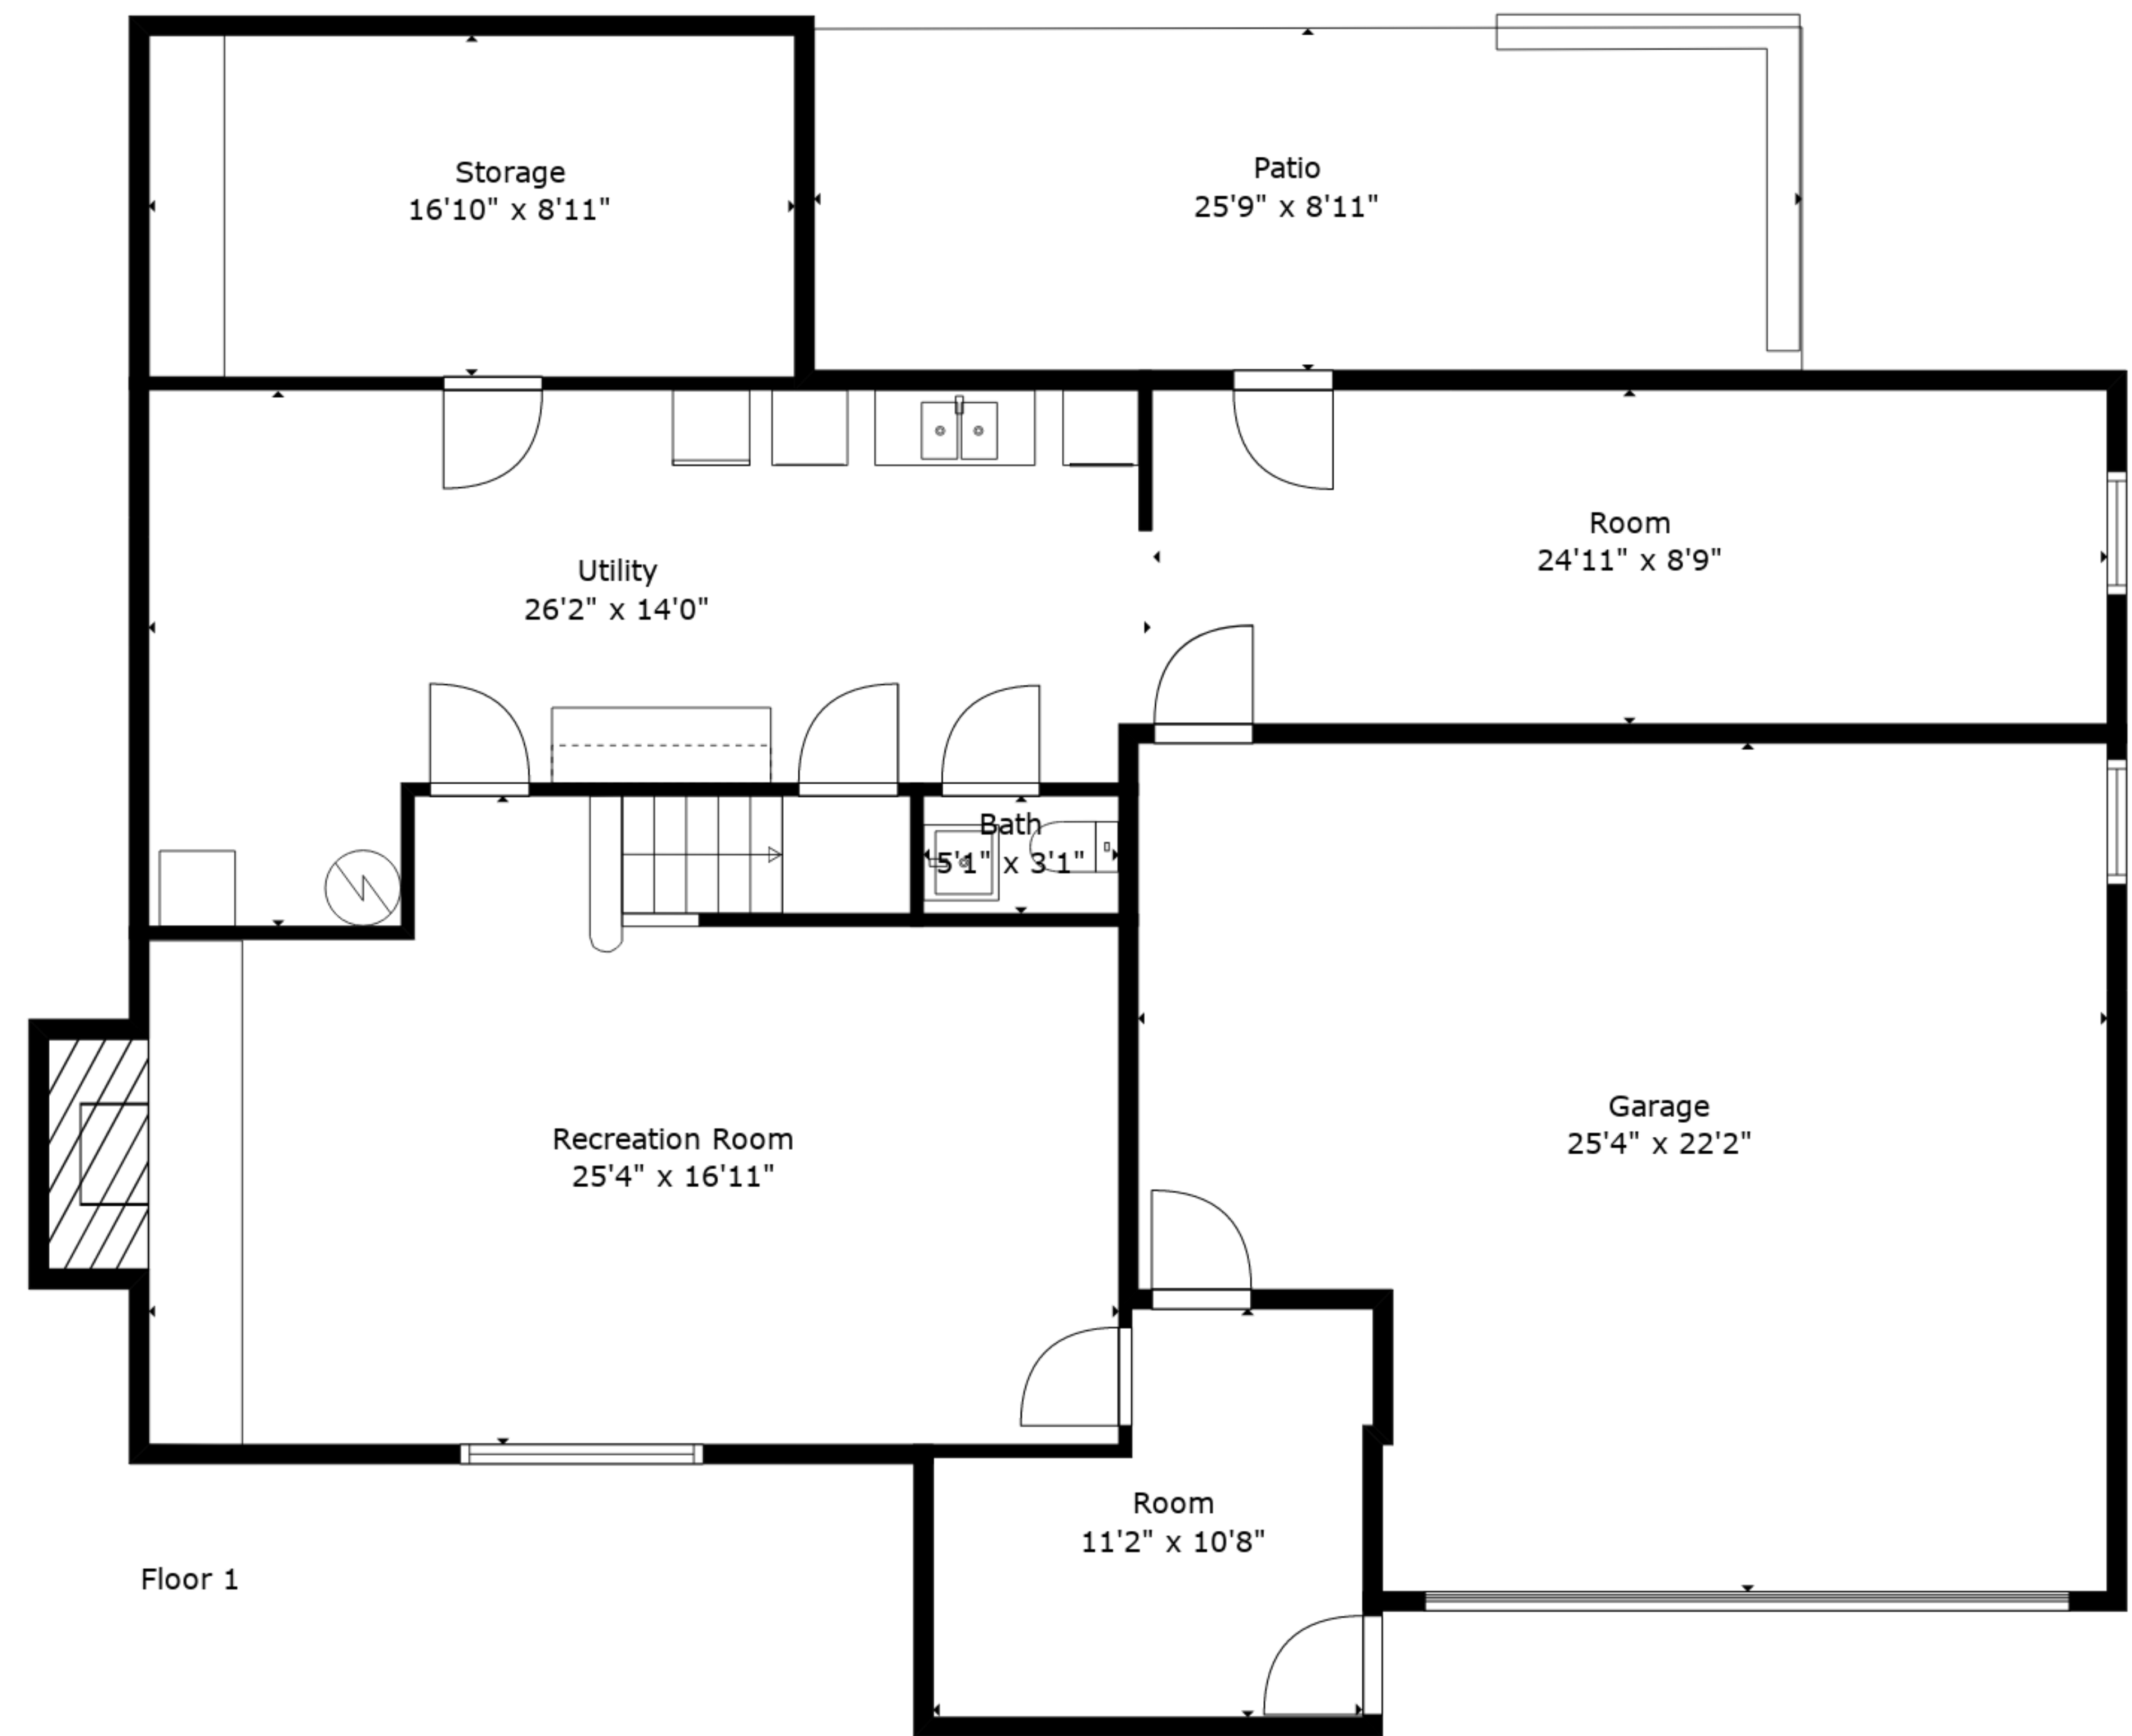 Storage
16'10" x 8'11"
Patio
25'9" x 8'11"
Room
24'11" x 8'9"
Utility
26'2" x 14'0"
Bath
5'1" x 3'1"
Garage
25'4" x 22'2"
Recreation Room
25'4" x 16'11"
Room
11'2" x 10'8"
Floor 1